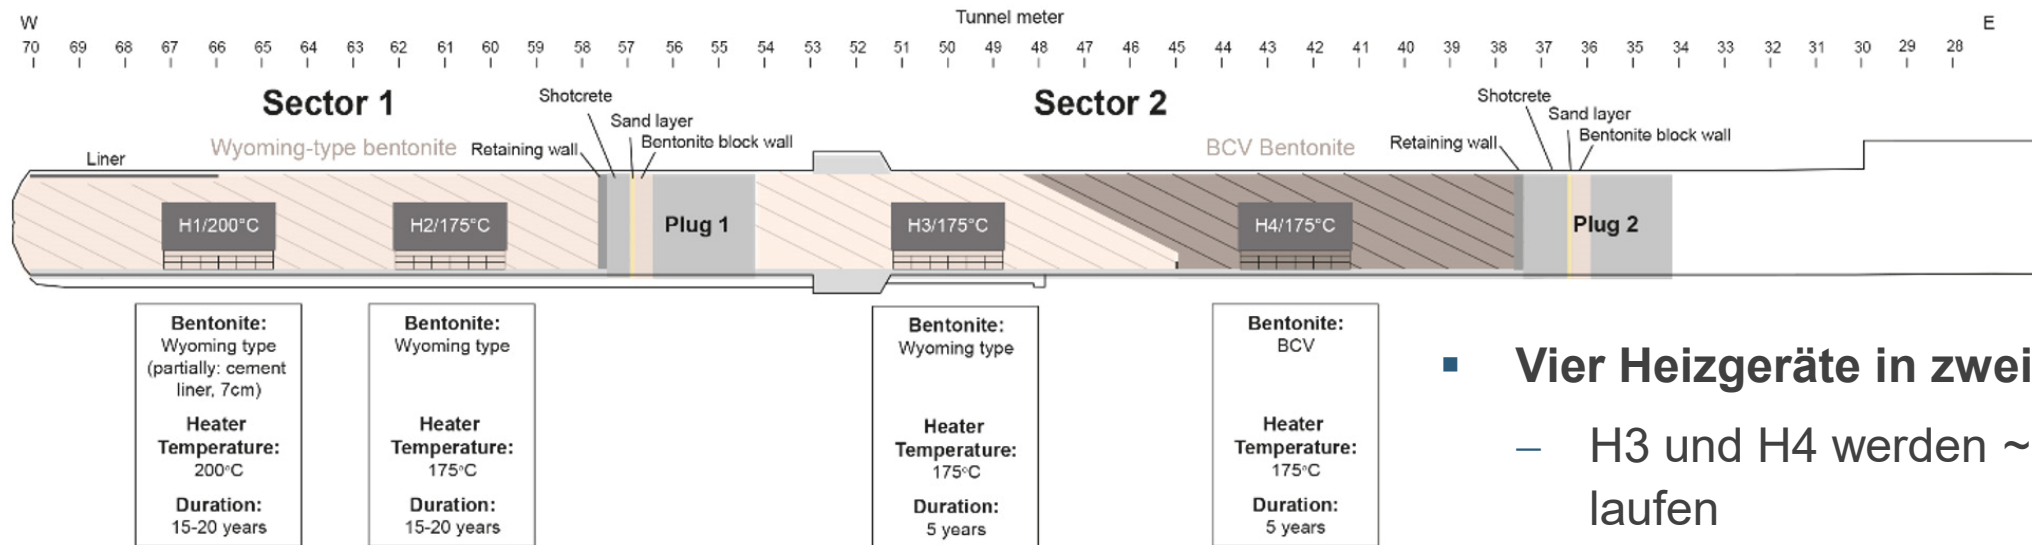 W
Tunnel meter
E
70 69 68 67 66 65 64 63 62 61 60 59 58 57 56 55 54 53 52 51 50 49 48 47 46 45 44 43 42 41 40 39 38 37 36 35 34 33 32 31 30 29 28
Sector 1
Sector 2
Shotcrete
Sand layer
Bentonite block wall
Retaining wall
Wyoming-type bentonite
Liner
Shotcrete
Sand layer
Bentonite block wall
Retaining wall
BCV Bentonite
H1/200°C
H2/175°C
Plug 1
H3/175°C
H4/175°C
Plug 2
Bentonite:
Wyoming type
(partially: cement
liner, 7cm)
Heater
Temperature:
200°C
Duration:
15-20 years
Bentonite:
Wyoming type
Heater
Temperature:
175°C
Duration:
15-20 years
Bentonite:
Wyoming type
Heater
Temperature:
175°C
Duration:
5 years
Bentonite:
BCV
Heater
Temperature:
175°C
Duration:
5 years
▪ Vier Heizgeräte in zwei
– H3 und H4 werden ~
laufen